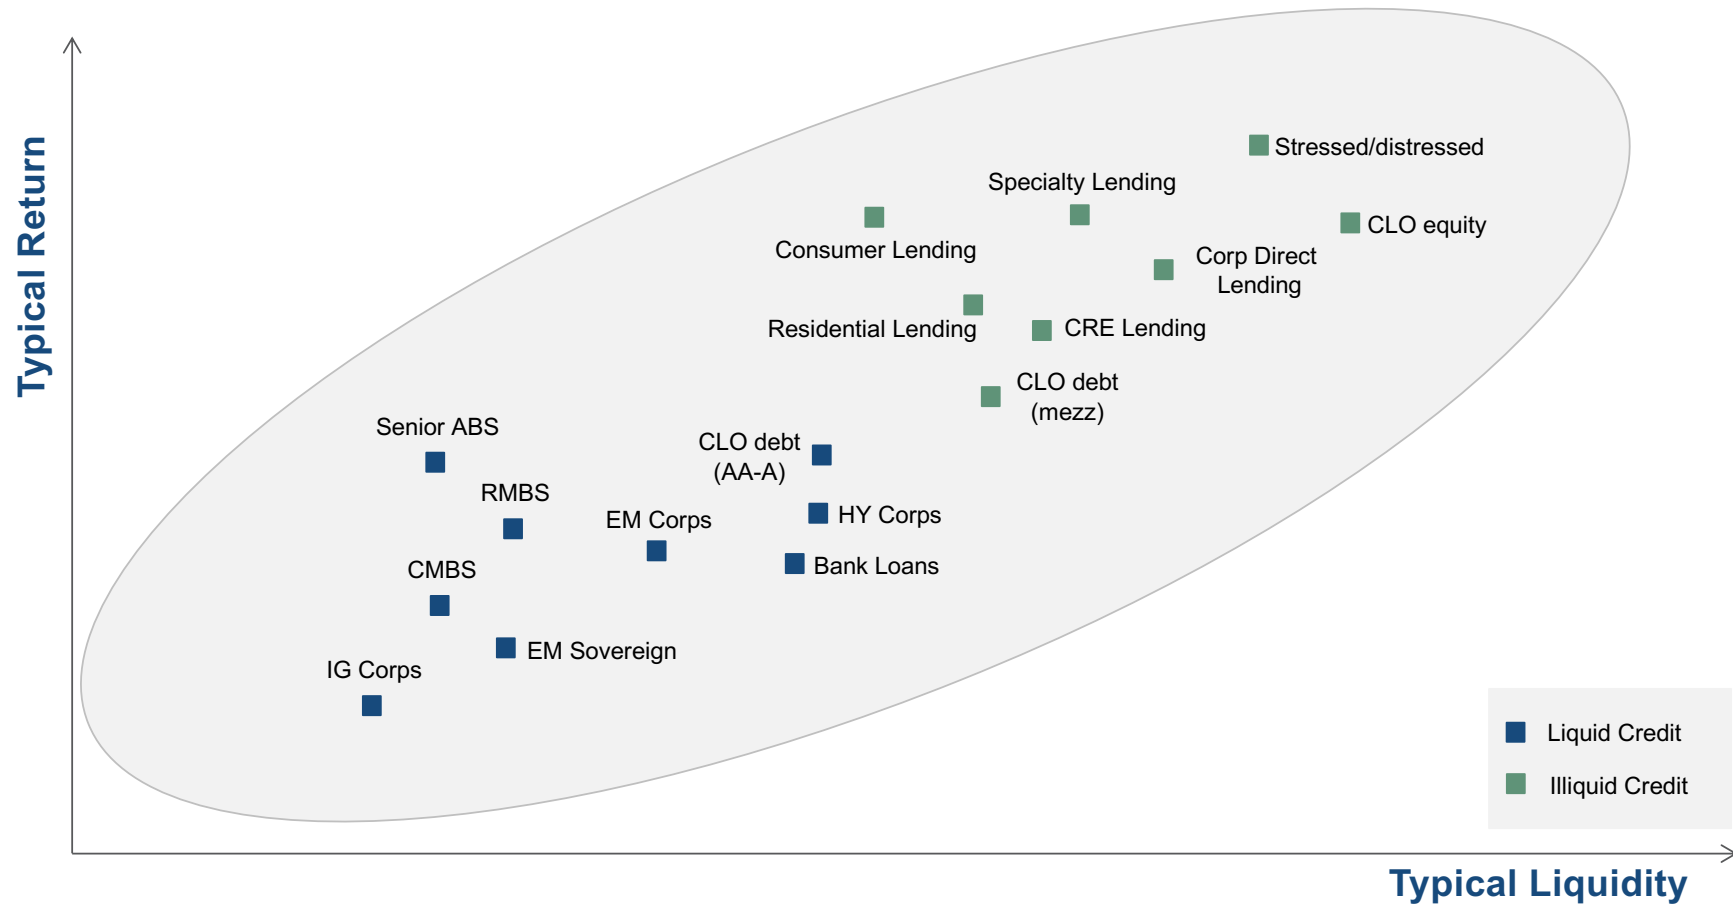 Typical Return
Stressed/distressed
Specialty Lending
CLO equity
Consumer Lending
Corp Direct
Lending
Residential Lending
CRE Lending
CLO debt
(mezz)
Senior ABS
CLO debt
(AA-A)
RMBS
EM Corps
HY Corps
CMBS
Bank Loans
EM Sovereign
IG Corps
Liquid Credit
Illiquid Credit
Typical Liquidity